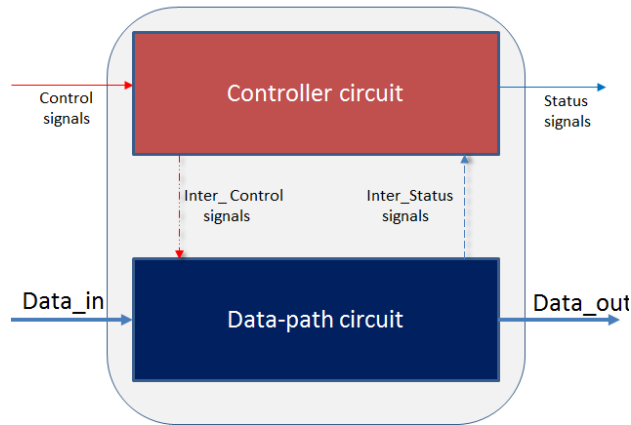 Controller circuit
Control
signals
Status
signals
Inter_ Control
signals
Inter_Status
signals
Data_in
Data-path circuit
Data_out